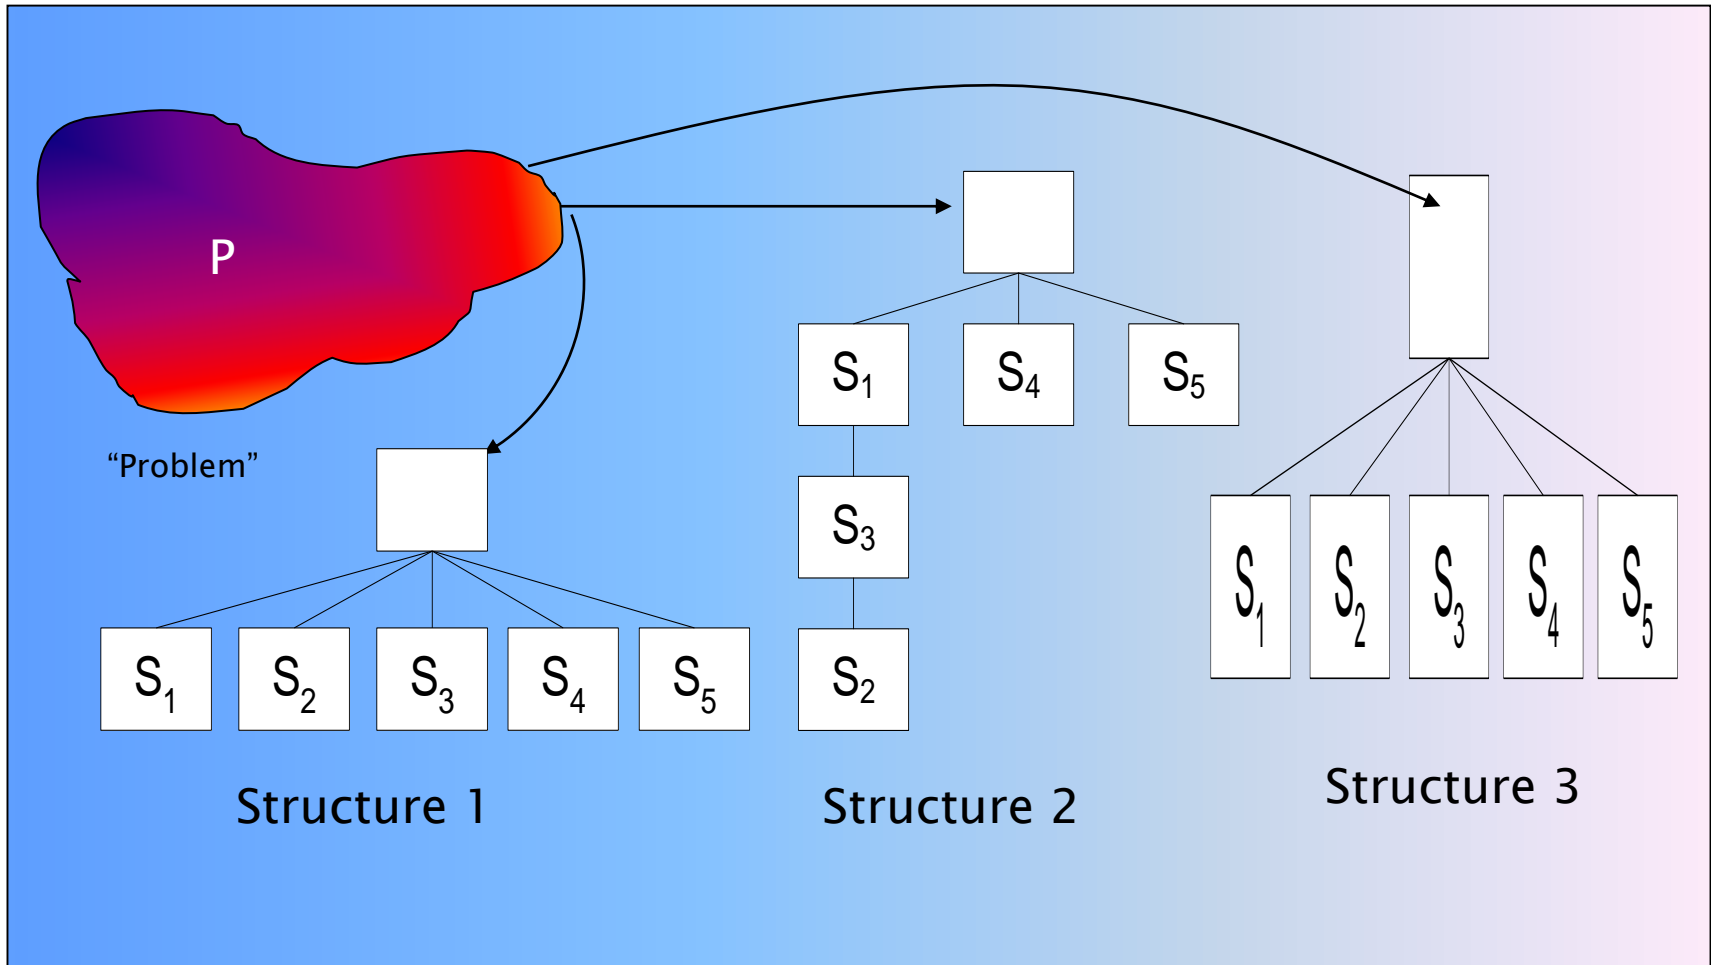 P
“Problem”
S1 S2 S3 S4 S5
Structure 1
S1 S4 S5
S3
S2
Structure 2
S1 S2 S3 S4 S5
Structure 3